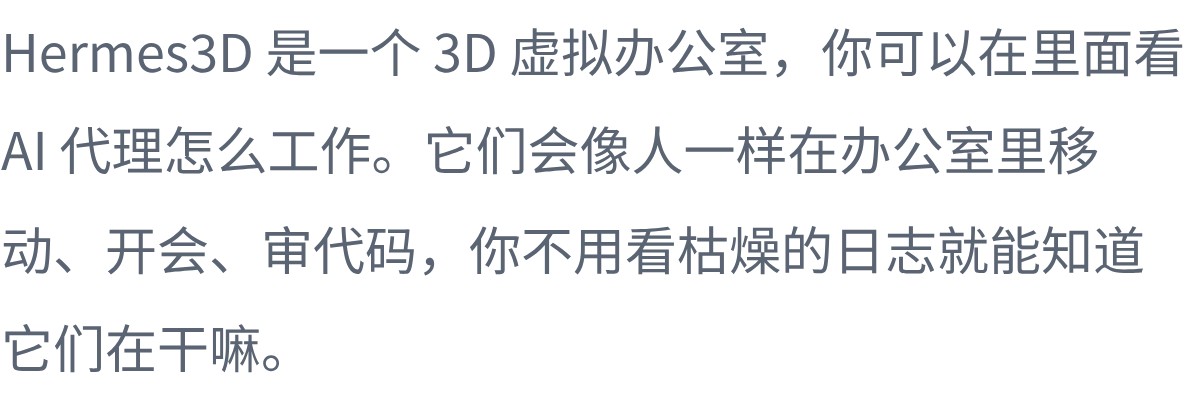 Hermes3D 是一个 3D 虚拟办公室，你可以在里面看
AI 代理怎么工作。它们会像人一样在办公室里移
动、开会、审代码，你不用看枯燥的日志就能知道
它们在干嘛。